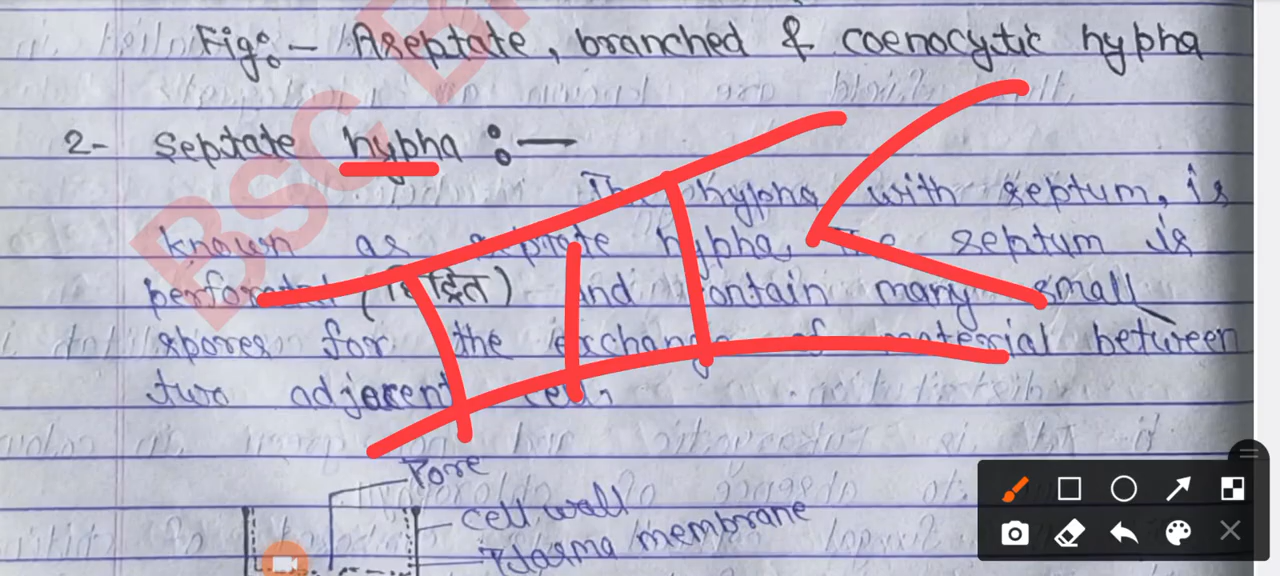 Fig:- Aseptate, branched & coenocytic hypha
2- Septate hypha :-
The hypha with septum, is
known as septate hypha. The septum is
perforated (छिद्रित) and contain many small
spores for the exchange of material between
two adjacent cell,
Pore
cell wall
Plasma membrane
BSC